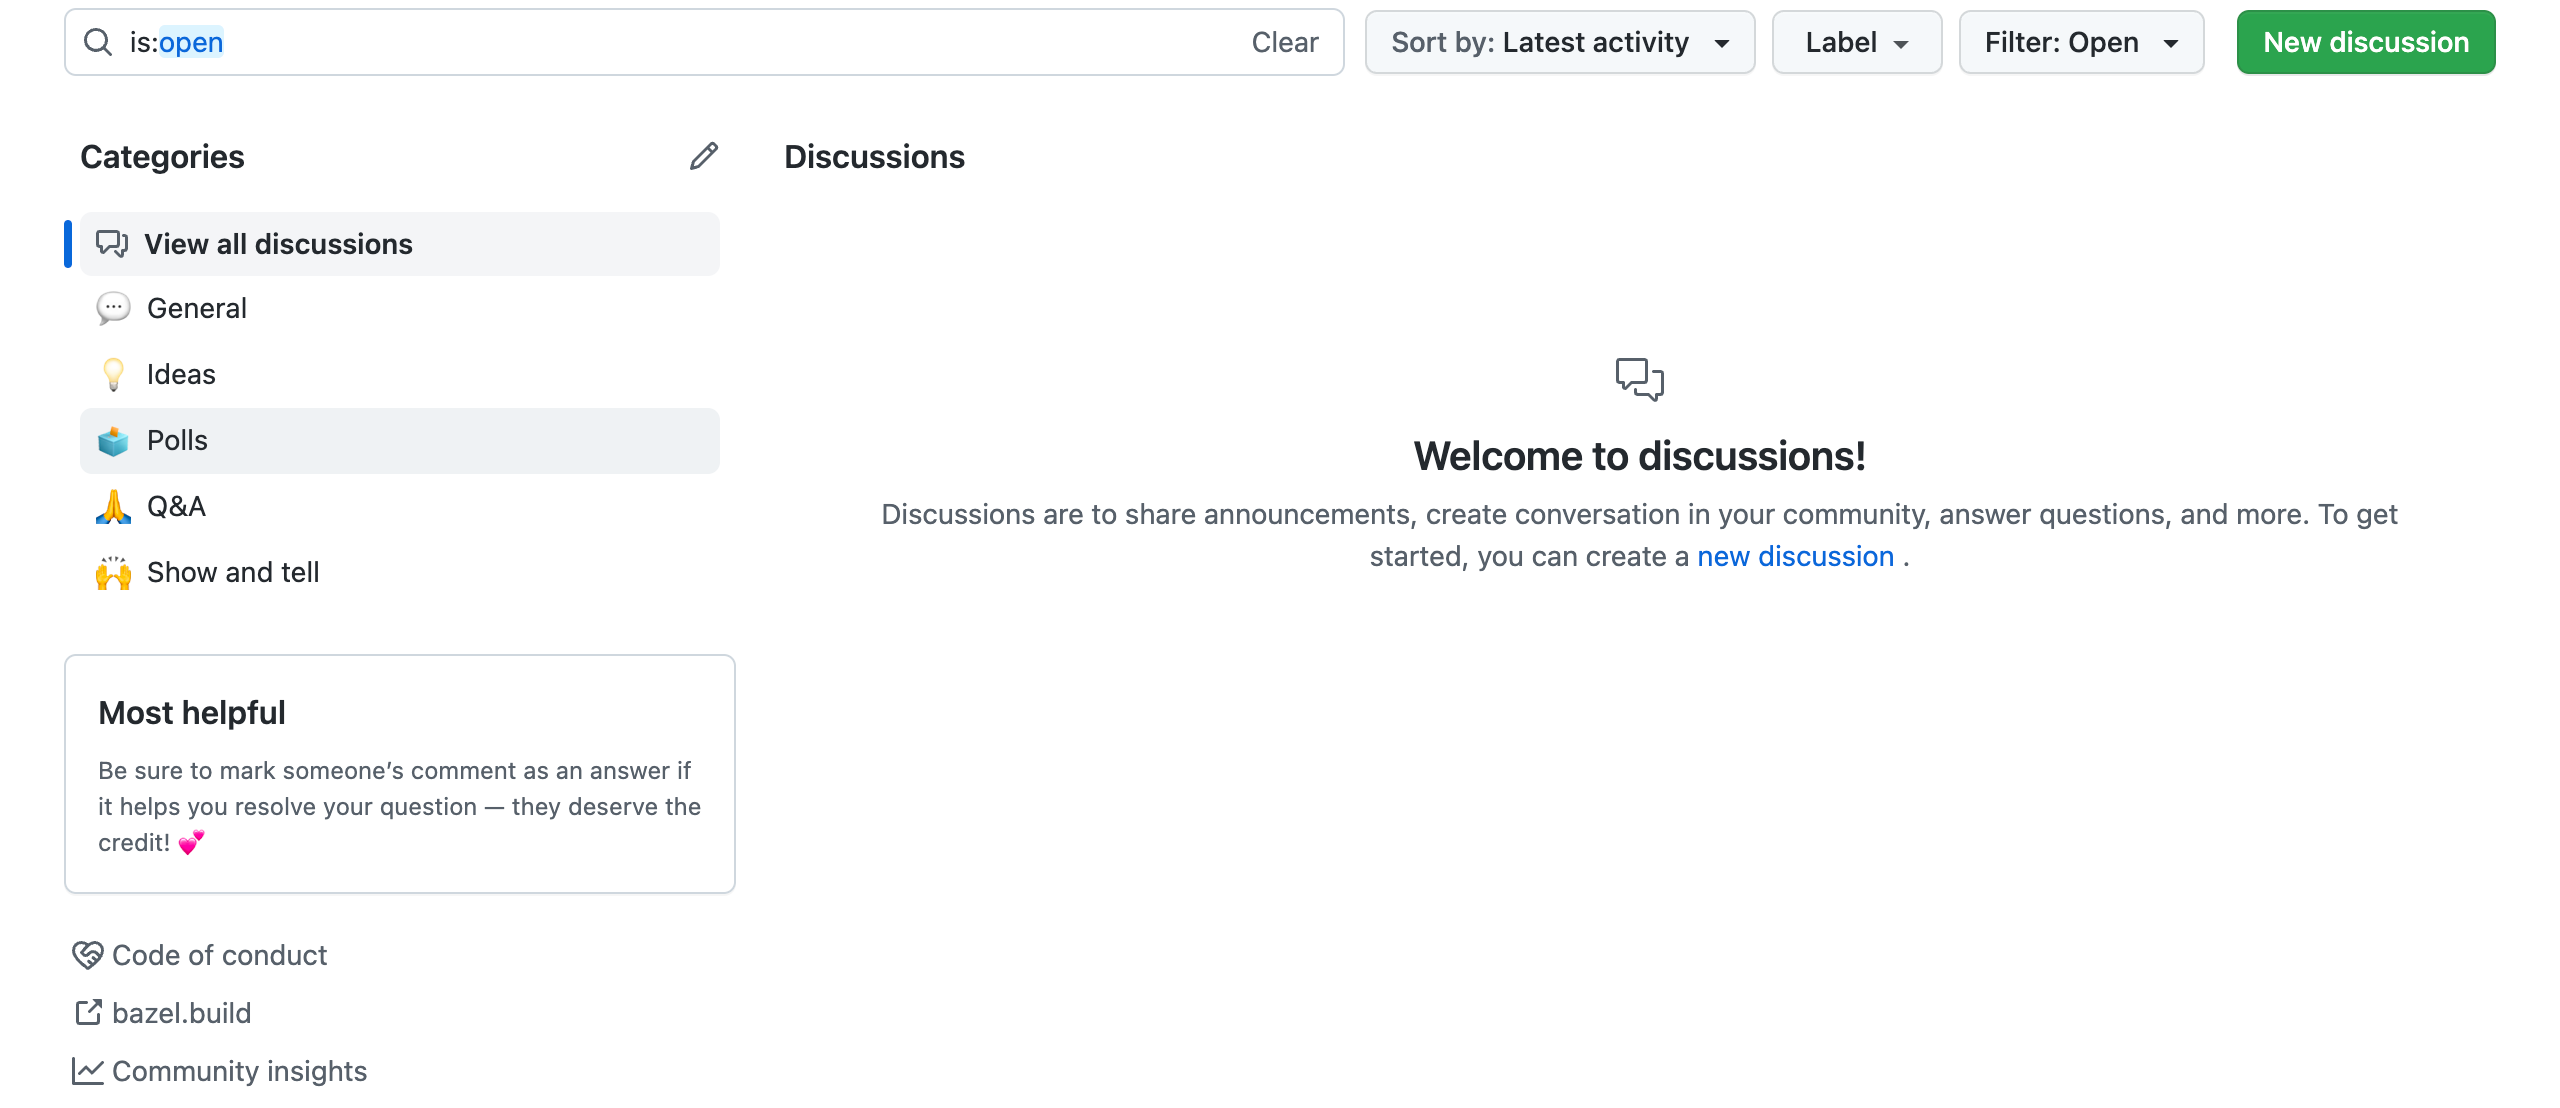 is:open
Clear
Sort by: Latest activity
Label
Filter: Open
New discussion
Categories
View all discussions
General
Ideas
Polls
Q&A
Show and tell
Most helpful
Be sure to mark someone’s comment as an answer if
it helps you resolve your question — they deserve the
credit! 💕
Code of conduct
bazel.build
Community insights
Discussions
Welcome to discussions!
Discussions are to share announcements, create conversation in your community, answer questions, and more. To get
started, you can create a new discussion .